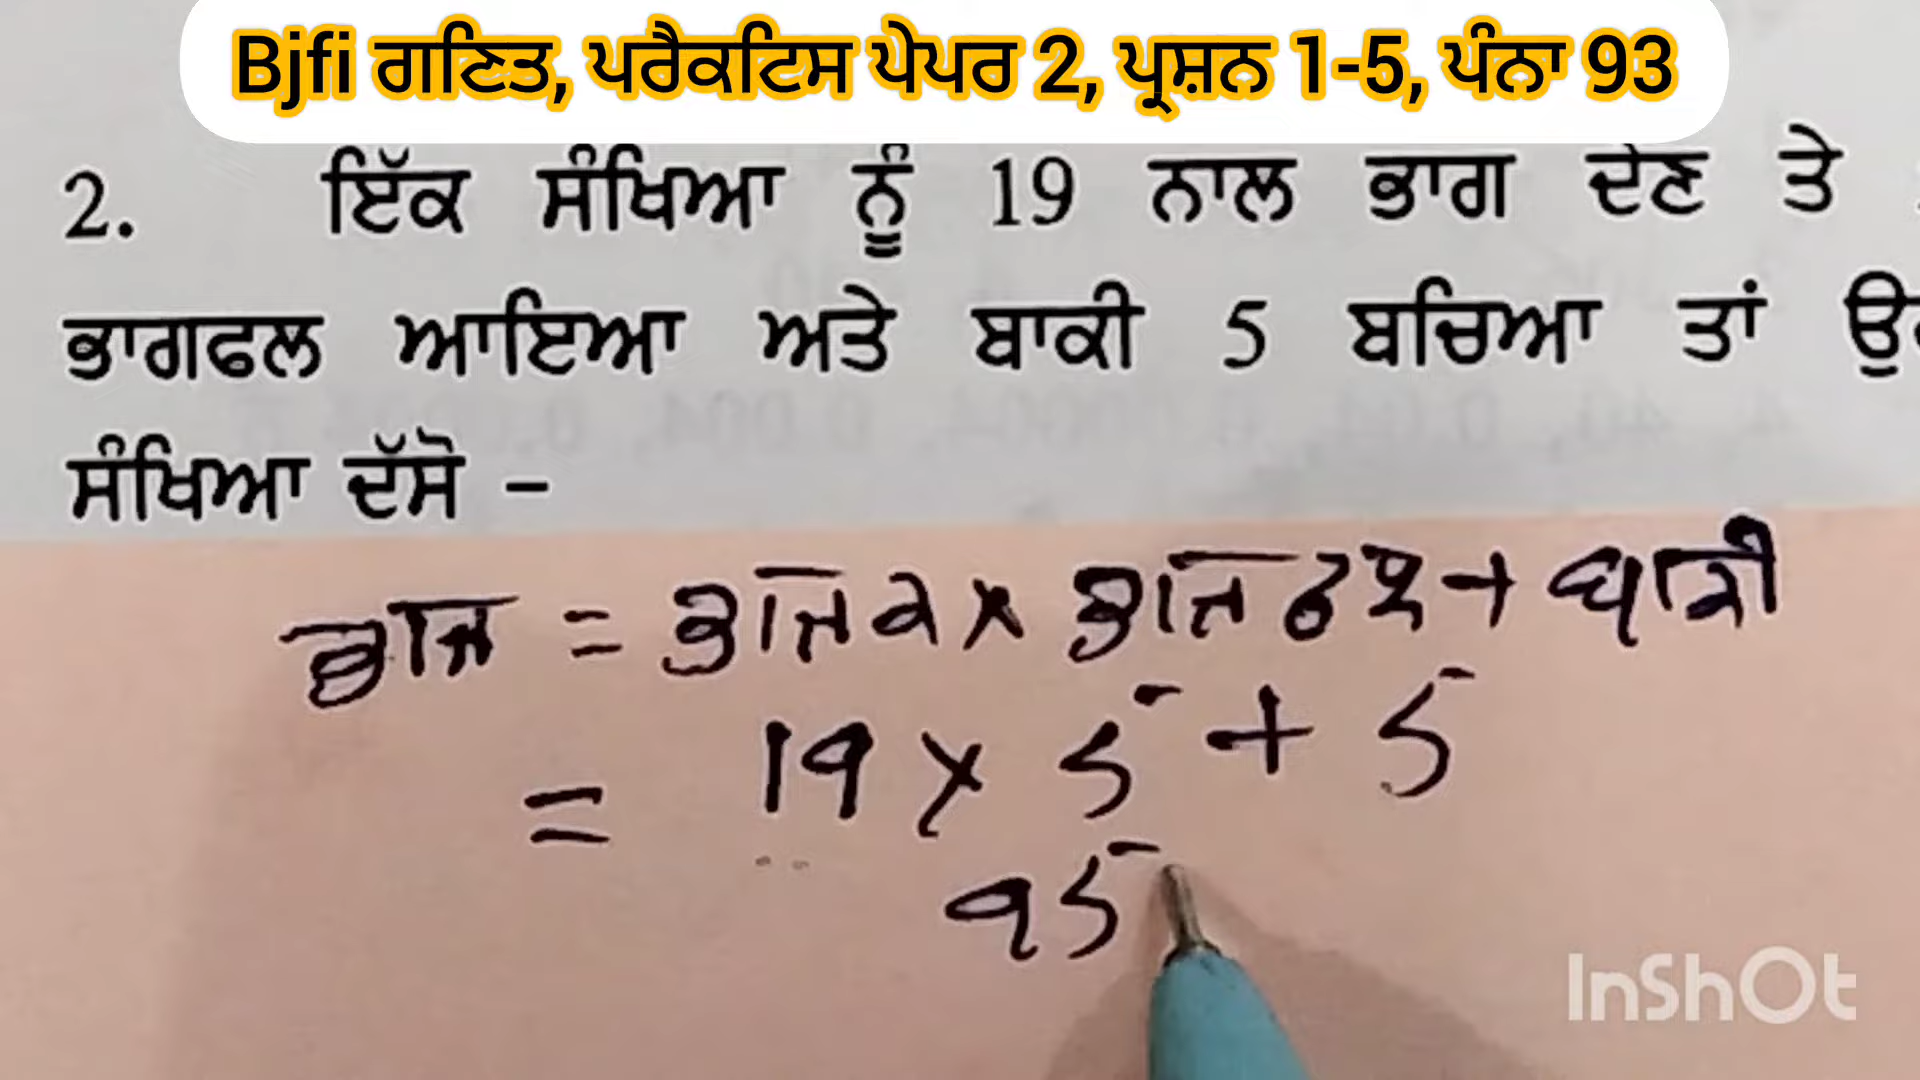 Bjfi ਗਣਿਤ, ਪਰੈਕਟਿਸ ਪੇਪਰ 2, ਪ੍ਰਸ਼ਨ 1-5, ਪੰਨਾ 93
2. ਇੱਕ ਸੰਖਿਆ ਨੂੰ 19 ਨਾਲ ਭਾਗ ਦੇਣ ਤੇ
ਭਾਗਫਲ ਆਇਆ ਅਤੇ ਬਾਕੀ 5 ਬਚਿਆ ਤਾਂ
ਸੰਖਿਆ ਦੱਸੋ –
ਭਾਜ = ਭਾਜਕ × ਭਾਜਫਲ + ਬਾਕੀ
= 19 × 5 + 5
95
InShOt